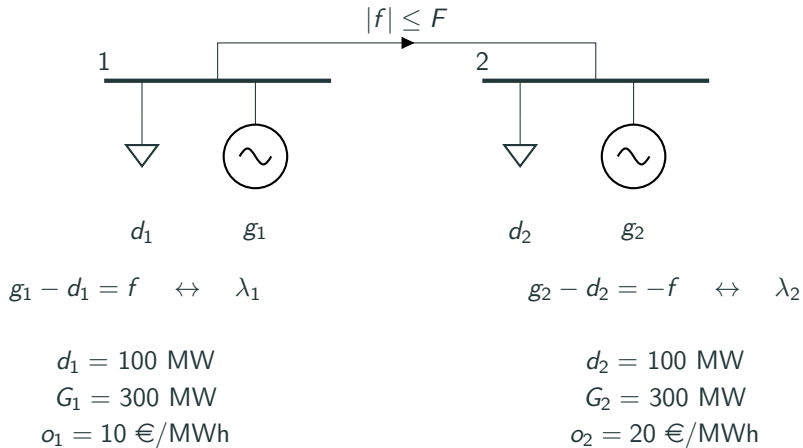 |f| ≤ F
1 2
d₁ g₁ d₂ g₂
g₁ − d₁ = f ↔ λ₁ g₂ − d₂ = −f ↔ λ₂
d₁ = 100 MW d₂ = 100 MW
G₁ = 300 MW G₂ = 300 MW
o₁ = 10 €/MWh o₂ = 20 €/MWh